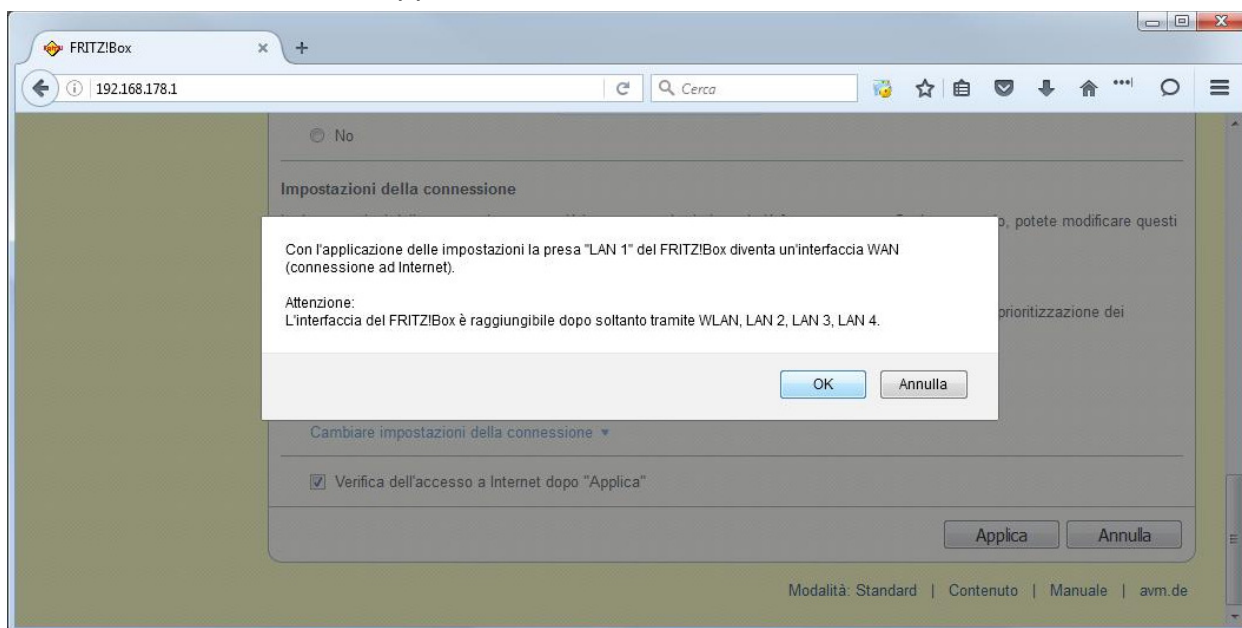 FRITZ!Box
192.168.178.1
Cerca
No
Impostazioni della connessione
, potete modificare questi
Con l'applicazione delle impostazioni la presa "LAN 1" del FRITZ!Box diventa un'interfaccia WAN
(connessione ad Internet).
Attenzione:
L'interfaccia del FRITZ!Box è raggiungibile dopo soltanto tramite WLAN, LAN 2, LAN 3, LAN 4.
prioritizzazione dei
OK Annulla
Cambiare impostazioni della connessione
Verifica dell'accesso a Internet dopo "Applica"
Applica Annulla
Modalità: Standard | Contenuto | Manuale | avm.de